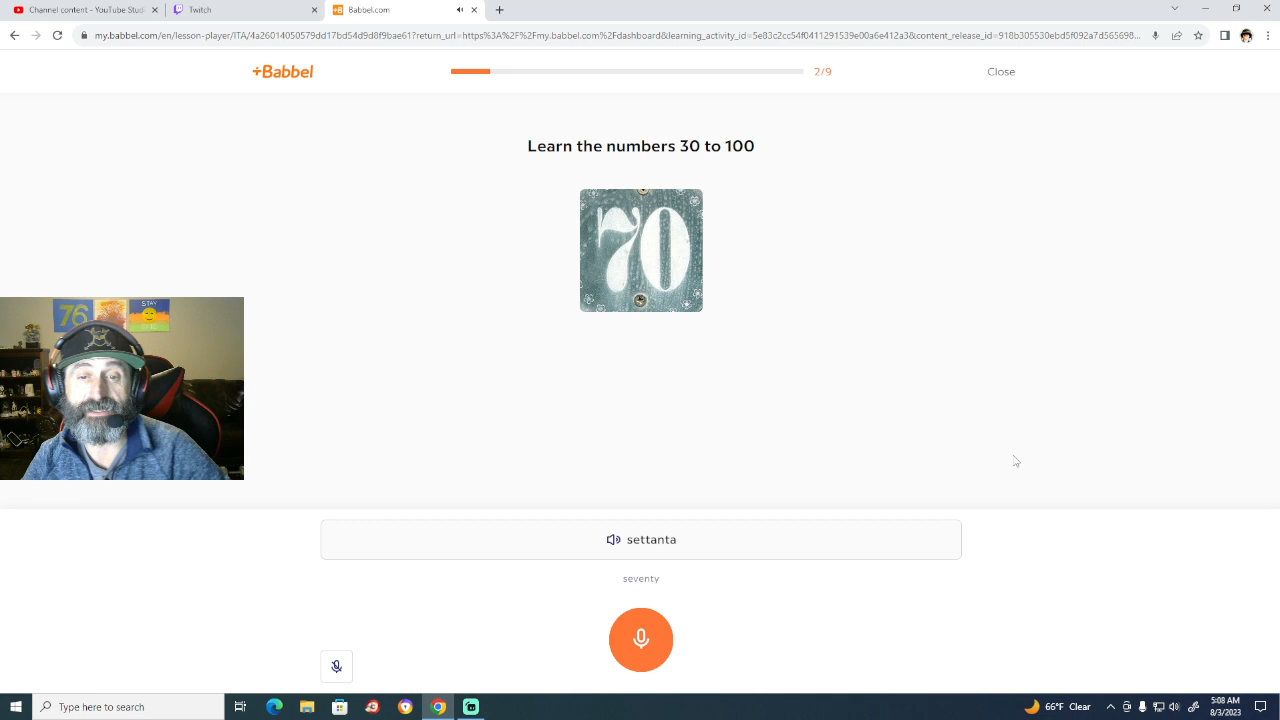 Channel content - YouTube Stud
Twitch
Babbel.com
my.babbel.com/en/lesson-player/ITA/4a26014050579dd17bd54d9d8f9bae61?return_url=https%3A%2F%2Fmy.babbel.com%2Fdashboard&learning_activity_id=5e83c2cc54f0411291539e00a6e412a3&content_release_id=918b305530ebd5f092a7d565698...
+Babbel
2/9
Close
Learn the numbers 30 to 100
70
76
STAY
settanta
seventy
Type here to search
66°F Clear
5:08 AM
8/3/2023